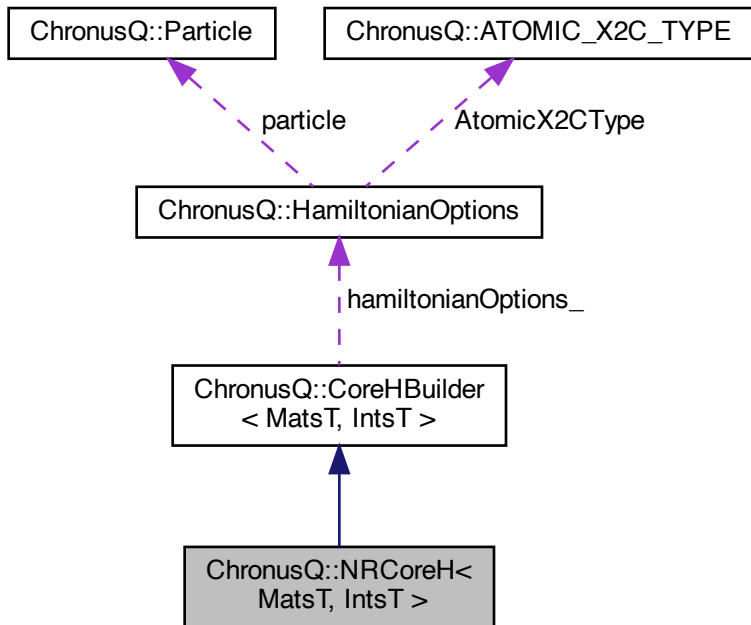 ChronusQ::Particle
ChronusQ::ATOMIC_X2C_TYPE
particle
AtomicX2CType
ChronusQ::HamiltonianOptions
hamiltonianOptions_
ChronusQ::CoreHBuilder
< MatsT, IntsT >
ChronusQ::NRCoreH<
MatsT, IntsT >